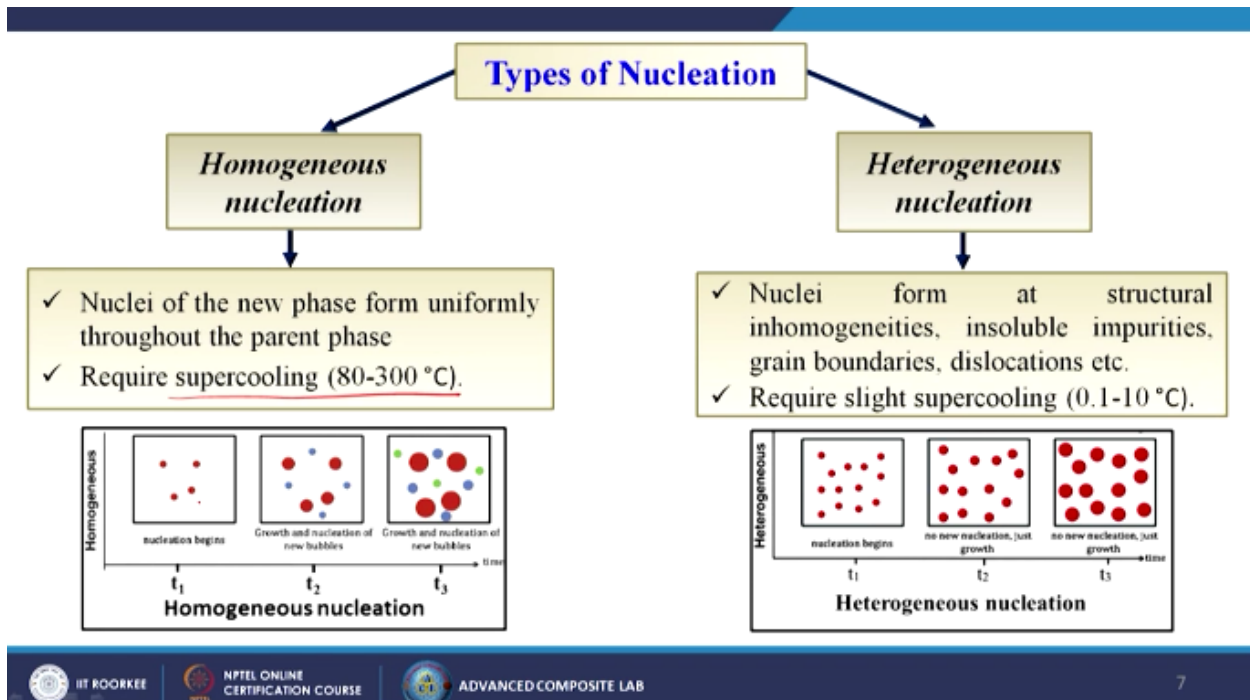 Types of Nucleation
Homogeneous
nucleation
✓ Nuclei of the new phase form uniformly
throughout the parent phase
✓ Require supercooling (80-300 °C).
Homogeneous
nucleation begins
Growth and nucleation of
new bubbles
Growth and nucleation of
new bubbles
time
t1
t2
t3
Homogeneous nucleation
Heterogeneous
nucleation
✓ Nuclei form at structural
inhomogeneities, insoluble impurities,
grain boundaries, dislocations etc.
✓ Require slight supercooling (0.1-10 °C).
Heterogeneous
nucleation begins
no new nucleation, just
growth
no new nucleation, just
growth
time
t1
t2
t3
Heterogeneous nucleation
IIT ROORKEE
NPTEL ONLINE
CERTIFICATION COURSE
ADVANCED COMPOSITE LAB
7